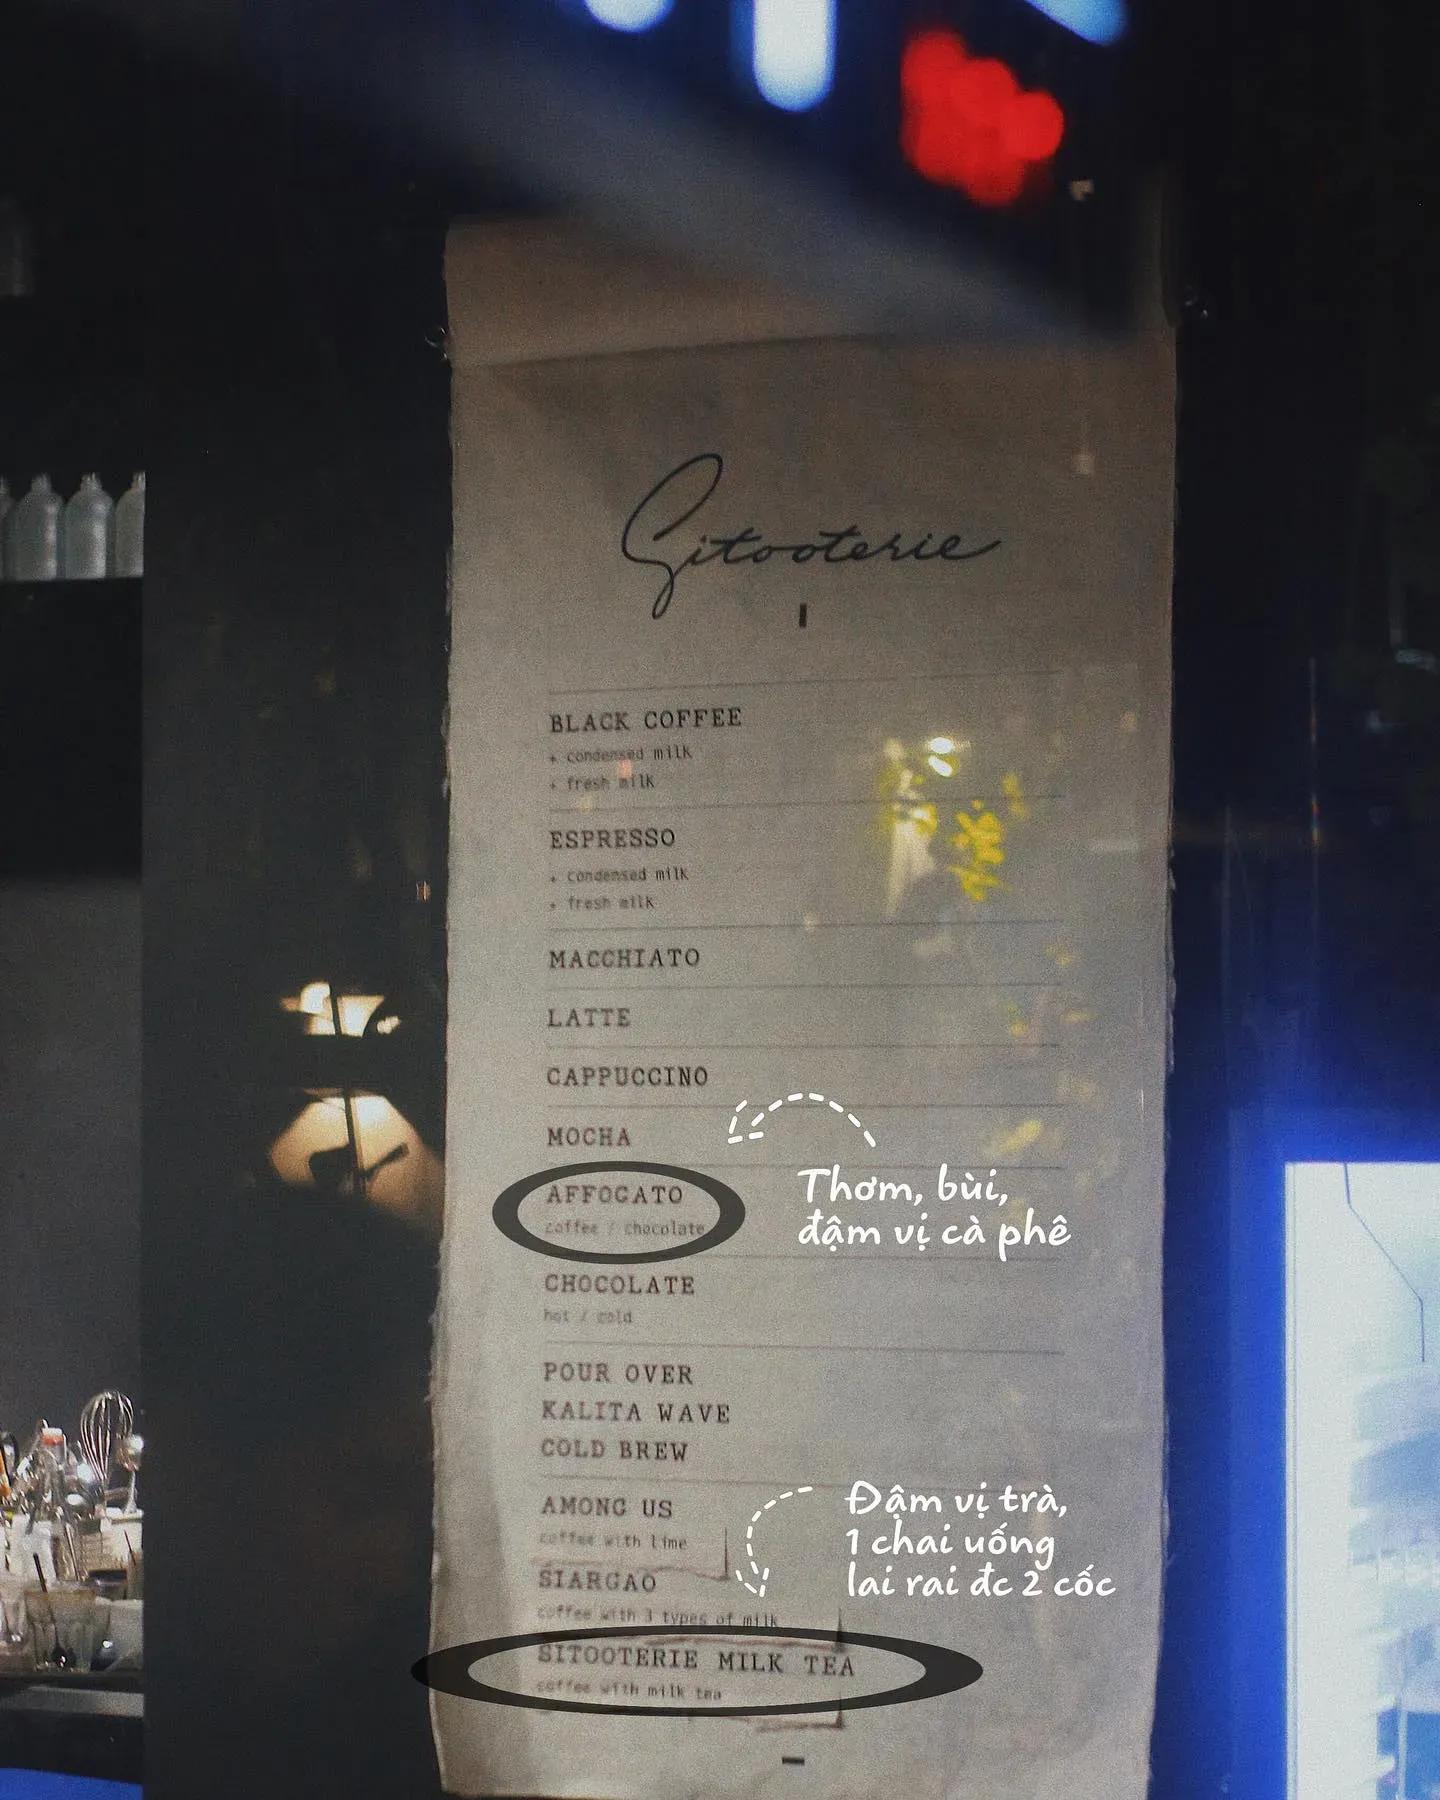 Sitooterie
BLACK COFFEE
+ condensed milk
+ fresh milk
ESPRESSO
+ condensed milk
+ fresh milk
MACCHIATO
LATTE
CAPPUCCINO
MOCHA
AFFOGATO
coffee / chocolate
Thơm, bùi,
đậm vị cà phê
CHOCOLATE
hot / cold
POUR OVER
KALITA WAVE
COLD BREW
AMONG US
coffee with lime
SIARGAO
coffee with 3 types of milk
Đậm vị trà,
1 chai uống
lai rai đc 2 cốc
SITOOTERIE MILK TEA
coffee with milk tea